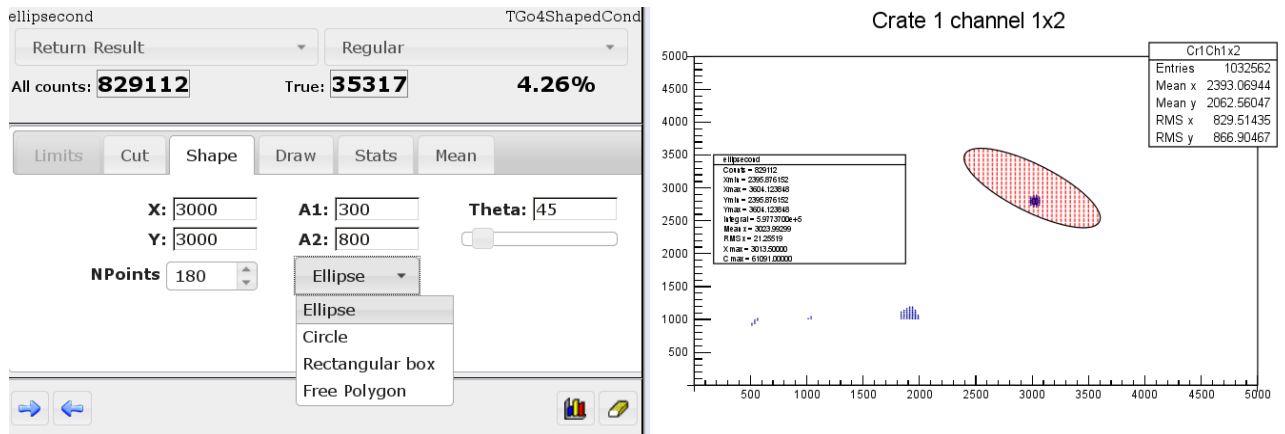 ellipsecond TGo4ShapedCond
Return Result Regular
All counts: 829112 True: 35317 4.26%
Limits Cut Shape Draw Stats Mean
X: 3000 A1: 300 Theta: 45
Y: 3000 A2: 800
NPoints 180 Ellipse
Ellipse
Circle
Rectangular box
Free Polygon
Crate 1 channel 1x2
Cr1Ch1x2
Entries 1032562
Mean x 2393.06944
Mean y 2062.56047
RMS x 829.51435
RMS y 866.90467
ellipsecond
Counts = 829112
Xmin = 2395.876152
Xmax = 3604.123848
Ymin = 2395.876152
Ymax = 3604.123848
Integral = 5.9773700e+5
Mean x = 3023.99299
RMS x = 21.25519
X max = 3013.50000
C max = 61091.00000
5000
4500
4000
3500
3000
2500
2000
1500
1000
500
500 1000 1500 2000 2500 3000 3500 4000 4500 5000